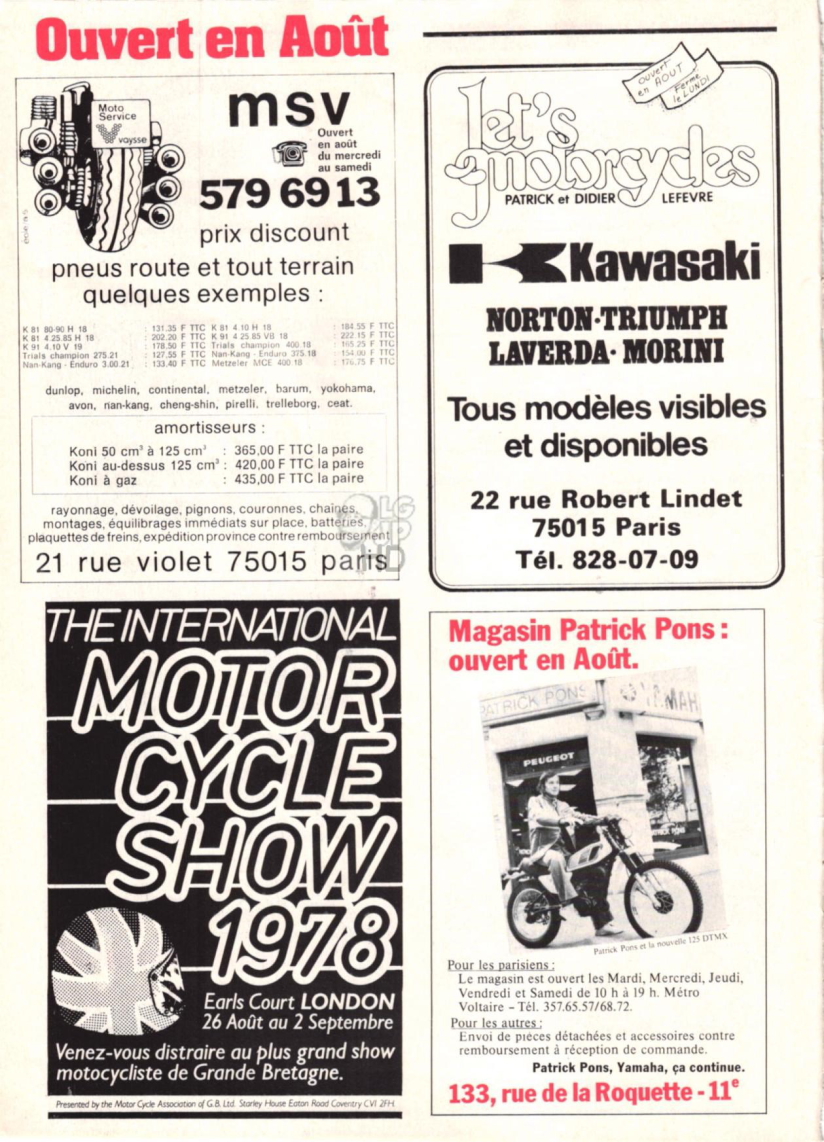 Ouvert en Août
Moto
Service
vaysse
msv
Ouvert
en août
du mercredi
au samedi
579 69 13
prix discount
pneus route et tout terrain
quelques exemples :
K 81 80-90 H 18 : 131.35 F TTC K 81 4.10 H 18 : 184.55 F TTC
K 81 4.25.85 H 18 : 202.20 F TTC K 91 4.25.85 VB 18 : 222.15 F TTC
K 91 4.10 V 19 : 178.50 F TTC Trials champion 400.18 : 165.25 F TTC
Trials champion 275.21 : 127.55 F TTC Nan-Kang - Enduro 375.18 : 154.00 F TTC
Nan-Kang - Enduro 3.00.21 : 133.40 F TTC Metzeler MCE 400.18 : 176.75 F TTC
dunlop, michelin, continental, metzeler, barum, yokohama,
avon, nan-kang, cheng-shin, pirelli, trelleborg, ceat.
amortisseurs :
Koni 50 cm³ à 125 cm³ : 365,00 F TTC la paire
Koni au-dessus 125 cm³ : 420,00 F TTC la paire
Koni à gaz : 435,00 F TTC la paire
rayonnage, dévoilage, pignons, couronnes, chaines,
montages, équilibrages immédiats sur place, batteries,
plaquettes de freins, expédition province contre remboursement
21 rue violet 75015 paris
ouvert
en AOUT
Ferme
le LUNDI
let's
motorcycles
PATRICK et DIDIER LEFEVRE
Kawasaki
NORTON·TRIUMPH
LAVERDA·MORINI
Tous modèles visibles
et disponibles
22 rue Robert Lindet
75015 Paris
Tél. 828-07-09
THE INTERNATIONAL
MOTOR
CYCLE
SHOW
1978
Earls Court LONDON
26 Août au 2 Septembre
Venez-vous distraire au plus grand show
motocycliste de Grande Bretagne.
Presented by the Motor Cycle Association of G.B. Ltd. Starley House Eaton Road Coventry CV1 2FH.
Magasin Patrick Pons :
ouvert en Août.
PATRICK PONS
YAMAH
PEUGEOT
Patrick Pons et la nouvelle 125 DTMX
Pour les parisiens :
Le magasin est ouvert les Mardi, Mercredi, Jeudi,
Vendredi et Samedi de 10 h à 19 h. Métro
Voltaire – Tél. 357.65.57/68.72.
Pour les autres :
Envoi de pièces détachées et accessoires contre
remboursement à réception de commande.
Patrick Pons, Yamaha, ça continue.
133, rue de la Roquette - 11e